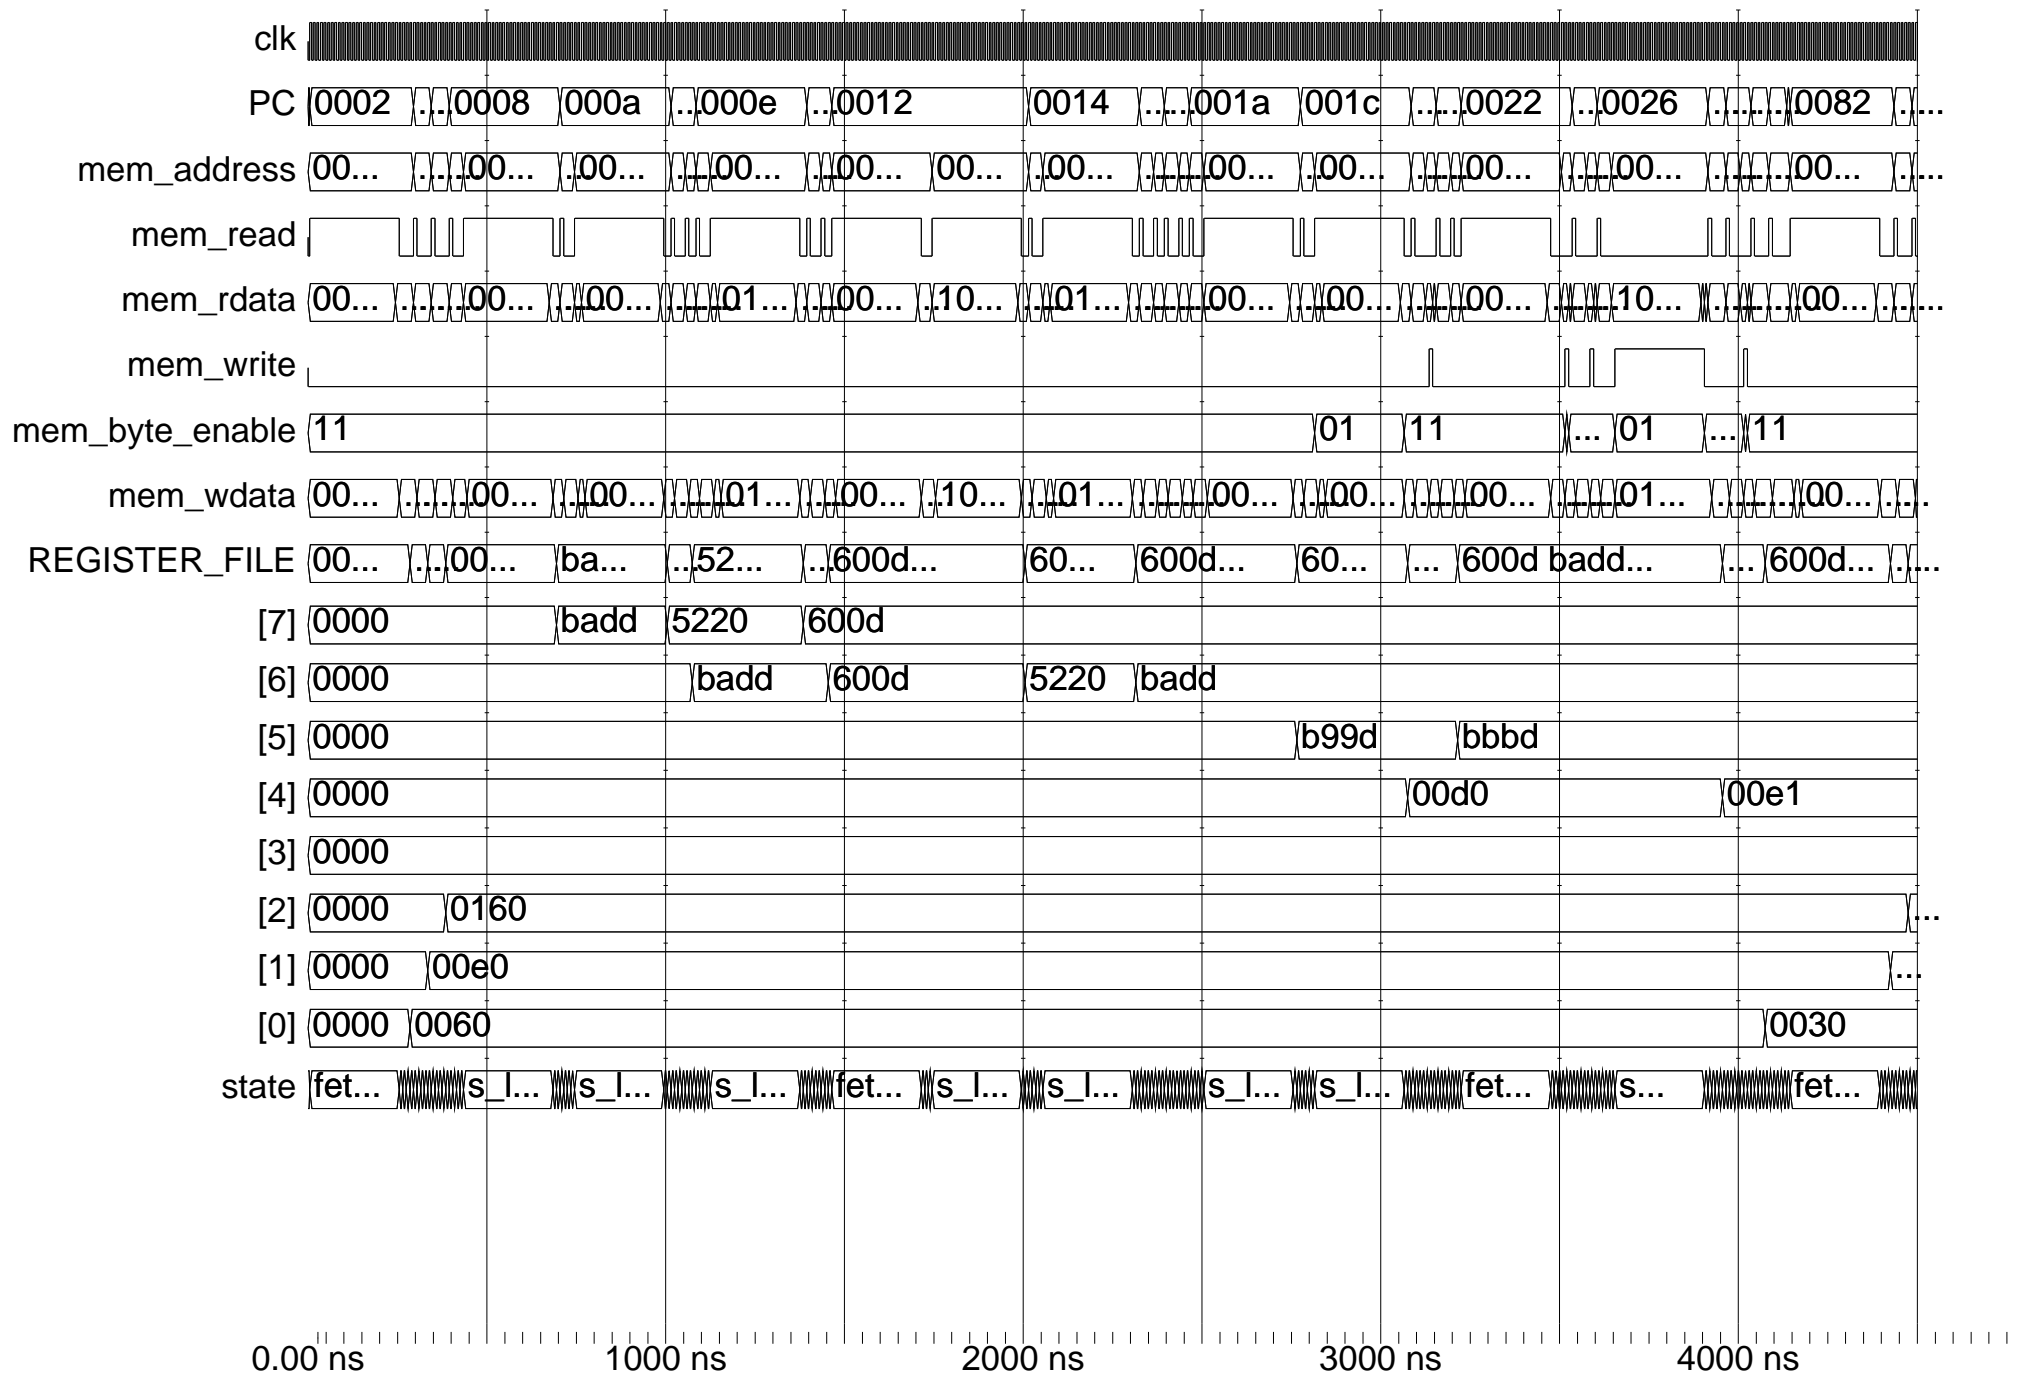 clk
PC 0002 ... 0008 000a ... 000e ... 0012 0014 ... 001a 001c ... 0022 ... 0026 ... 0082 ...
mem_address 00... ... 00... ... 00... ... 00... ... 00... 00... ... 00... ... 00... ... 00... ... 00... ... 00... ... 00... ...
mem_read
mem_rdata 00... ... 00... ... 00... ... 01... ... 00... ... 10... ... 01... ... 00... ... 00... ... 00... ... 10... ... 00... ...
mem_write
mem_byte_enable 11 01 11 ... 01 ... 11
mem_wdata 00... ... 00... ... 00... ... 01... ... 00... ... 10... ... 01... ... 00... ... 00... ... 00... ... 01... ... 00... ...
REGISTER_FILE 00... ... 00... ba... ... 52... ... 600d... 60... 600d... 60... ... 600d badd... ... 600d... ...
[7] 0000 badd 5220 600d
[6] 0000 badd 600d 5220 badd
[5] 0000 b99d bbbd
[4] 0000 00d0 00e1
[3] 0000
[2] 0000 0160 ...
[1] 0000 00e0 ...
[0] 0000 0060 0030
state fet... s_l... s_l... s_l... fet... s_l... s_l... s_l... s_l... fet... s... fet...
0.00 ns 1000 ns 2000 ns 3000 ns 4000 ns